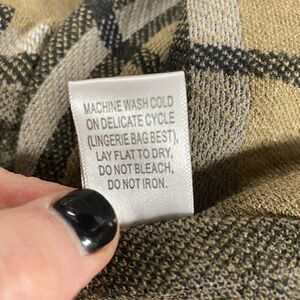 MACHINE WASH COLD
ON DELICATE CYCLE
(LINGERIE BAG BEST),
LAY FLAT TO DRY,
DO NOT BLEACH,
DO NOT IRON.